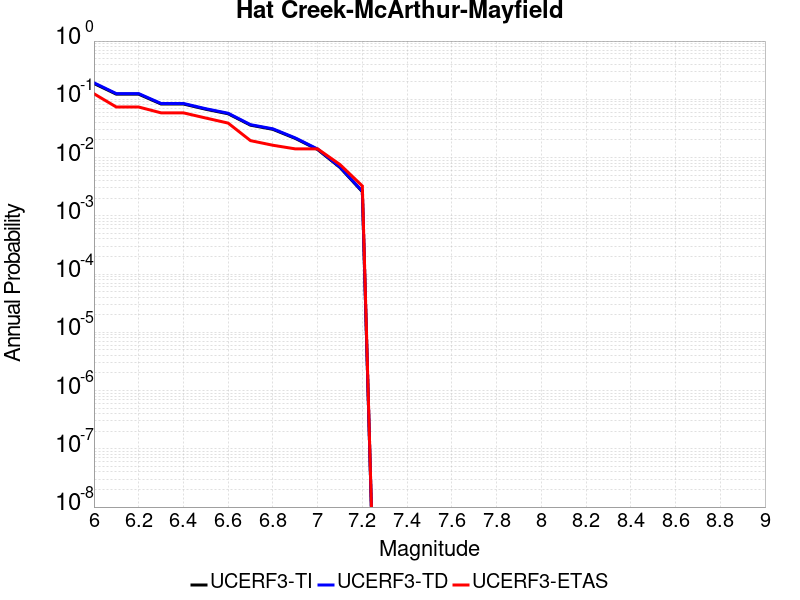 Hat Creek-McArthur-Mayfield
10^0
10^-1
10^-2
10^-3
10^-4
10^-5
10^-6
10^-7
10^-8
Annual Probability
6 6.2 6.4 6.6 6.8 7 7.2 7.4 7.6 7.8 8 8.2 8.4 8.6 8.8 9
Magnitude
UCERF3-TI UCERF3-TD UCERF3-ETAS